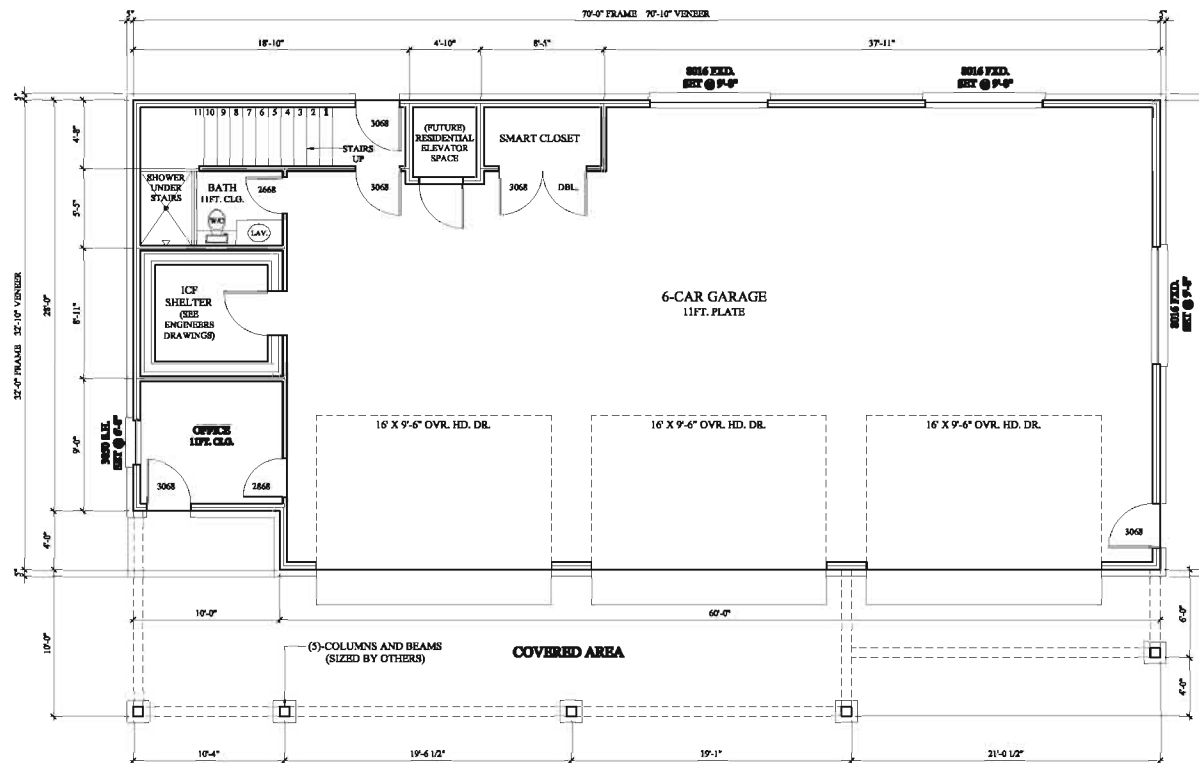 70'-0" FRAME 70'-10" VENEER
5"
5"
18'-10"
4'-10"
8'-5"
37'-11"
8016 FXD.
SET @ 9'-8"
8016 FXD.
SET @ 9'-8"
5"
11 10 9 8 7 6 5 4 3 2 1
STAIRS
UP
3068
(FUTURE)
RESIDENTIAL
ELEVATOR
SPACE
SMART CLOSET
4'-8"
SHOWER
UNDER
STAIRS
BATH
11FT. CLG.
2668
3068
3068
DBL.
W/C
LAV.
5'-5"
32'-0" FRAME 32'-10" VENEER
28'-0"
8'-11"
ICF
SHELTER
(SEE
ENGINEERS
DRAWINGS)
6-CAR GARAGE
11FT. PLATE
8016 FXD.
SET @ 9'-8"
9'-0"
OFFICE
11FT. CLG.
16' X 9'-6" OVR. HD. DR.
16' X 9'-6" OVR. HD. DR.
16' X 9'-6" OVR. HD. DR.
3068
2868
3068
4'-0"
5"
10'-0"
60'-0"
10'-0"
6'-0"
4'-0"
(5)-COLUMNS AND BEAMS
(SIZED BY OTHERS)
COVERED AREA
10'-4"
19'-6 1/2"
19'-1"
21'-0 1/2"